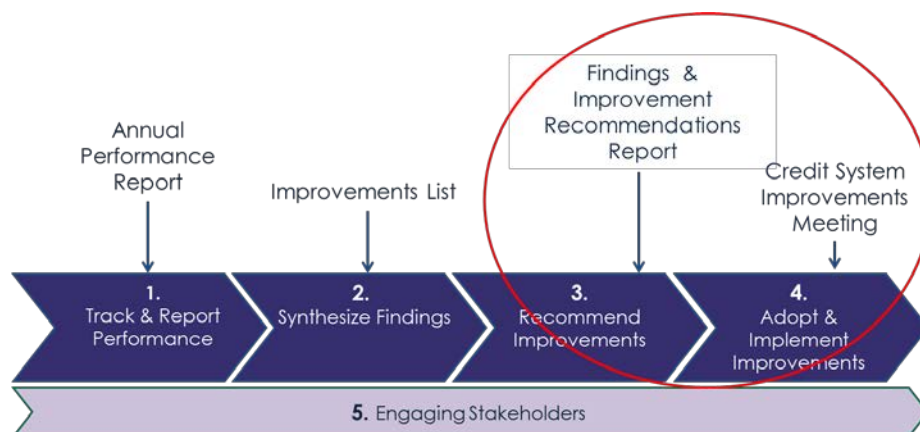 Findings &
Improvement
Recommendations
Report
Annual
Performance
Report
Improvements List
Credit System
Improvements
Meeting
1.
Track & Report
Performance
2.
Synthesize Findings
3.
Recommend
Improvements
4.
Adopt &
Implement
Improvements
5. Engaging Stakeholders